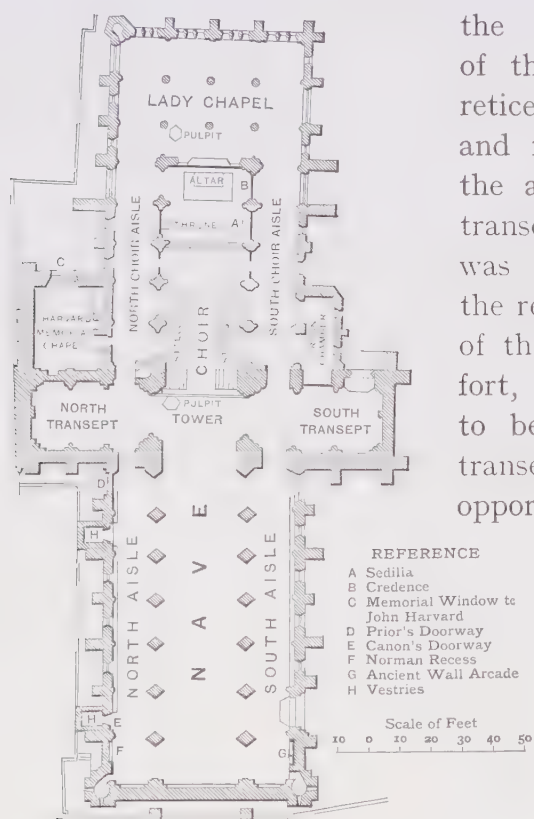 LADY CHAPEL
PULPIT
ALTAR
B
A
NORTH CHOIR AISLE
SOUTH CHOIR AISLE
C
CHOIR
NORTH
TRANSEPT
PULPIT
TOWER
SOUTH
TRANSEPT
D
H
NORTH AISLE
NAVE
SOUTH AISLE
H
E
F
G
the
of th
retice
and
the a
transe
was
the re
of th
fort,
to be
transe
oppor
REFERENCE
A Sedilia
B Credence
C Memorial Window to
John Harvard
D Prior's Doorway
E Canon's Doorway
F Norman Recess
G Ancient Wall Arcade
H Vestries
Scale of Feet
10 0 10 20 30 40 50